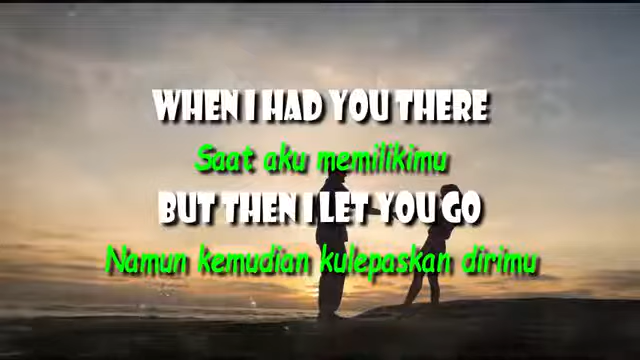 WHEN I HAD YOU THERE
Saat aku memilikimu
BUT THEN I LET YOU GO
Namun kemudian kulepaskan dirimu